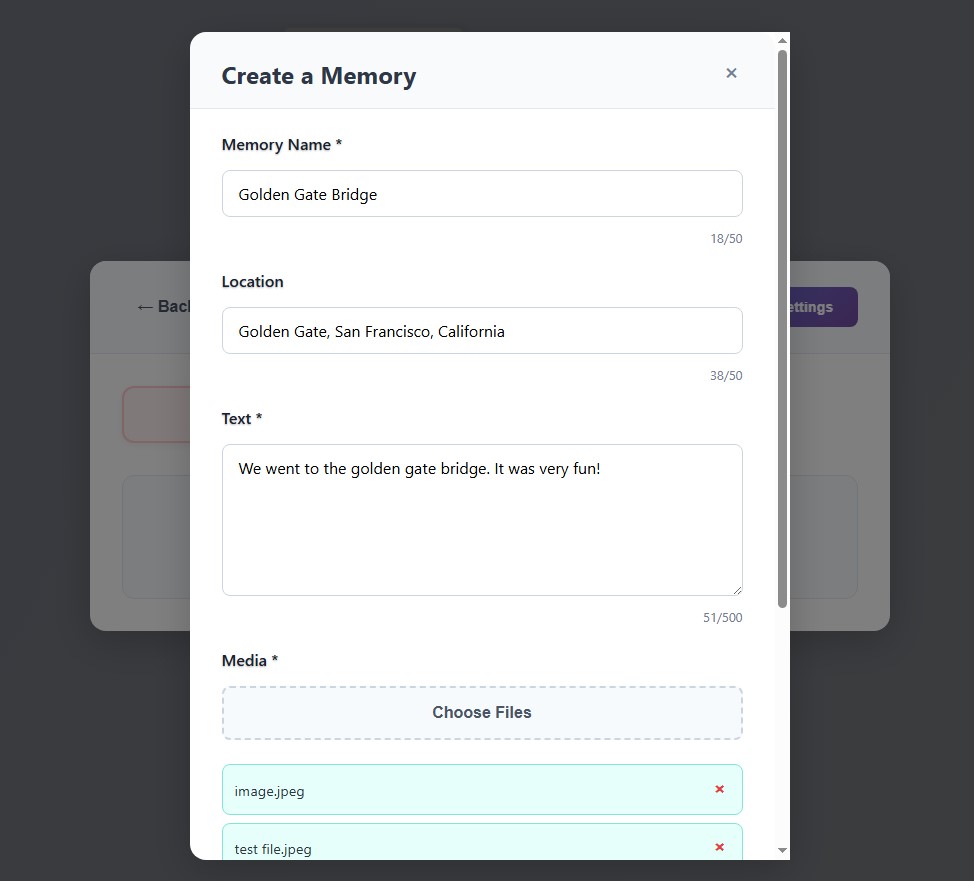 Create a Memory ×
Memory Name *
Golden Gate Bridge
18/50
Location
← Back
ettings
Golden Gate, San Francisco, California
38/50
Text *
We went to the golden gate bridge. It was very fun!
51/500
Media *
Choose Files
image.jpeg ×
test file.jpeg ×